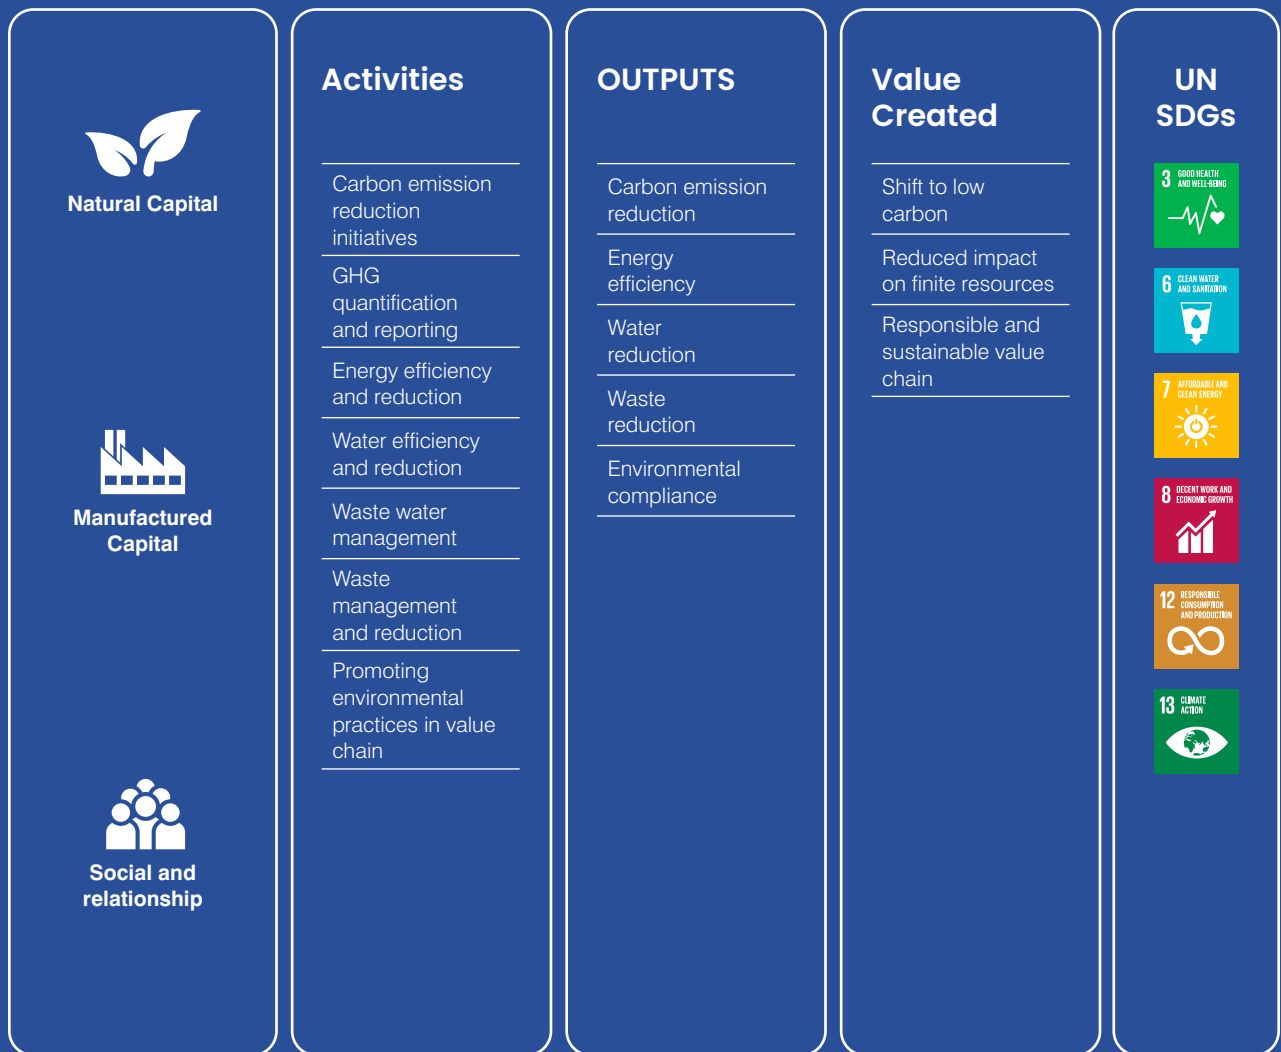 Natural Capital
Manufactured
Capital
Social and
relationship
Activities
Carbon emission
reduction
initiatives
GHG
quantification
and reporting
Energy efficiency
and reduction
Water efficiency
and reduction
Waste water
management
Waste
management
and reduction
Promoting
environmental
practices in value
chain
OUTPUTS
Carbon emission
reduction
Energy
efficiency
Water
reduction
Waste
reduction
Environmental
compliance
Value
Created
Shift to low
carbon
Reduced impact
on finite resources
Responsible and
sustainable value
chain
UN
SDGs
3 GOOD HEALTH
AND WELL-BEING
6 CLEAN WATER
AND SANITATION
7 AFFORDABLE AND
CLEAN ENERGY
8 DECENT WORK AND
ECONOMIC GROWTH
12 RESPONSIBLE
CONSUMPTION
AND PRODUCTION
13 CLIMATE
ACTION